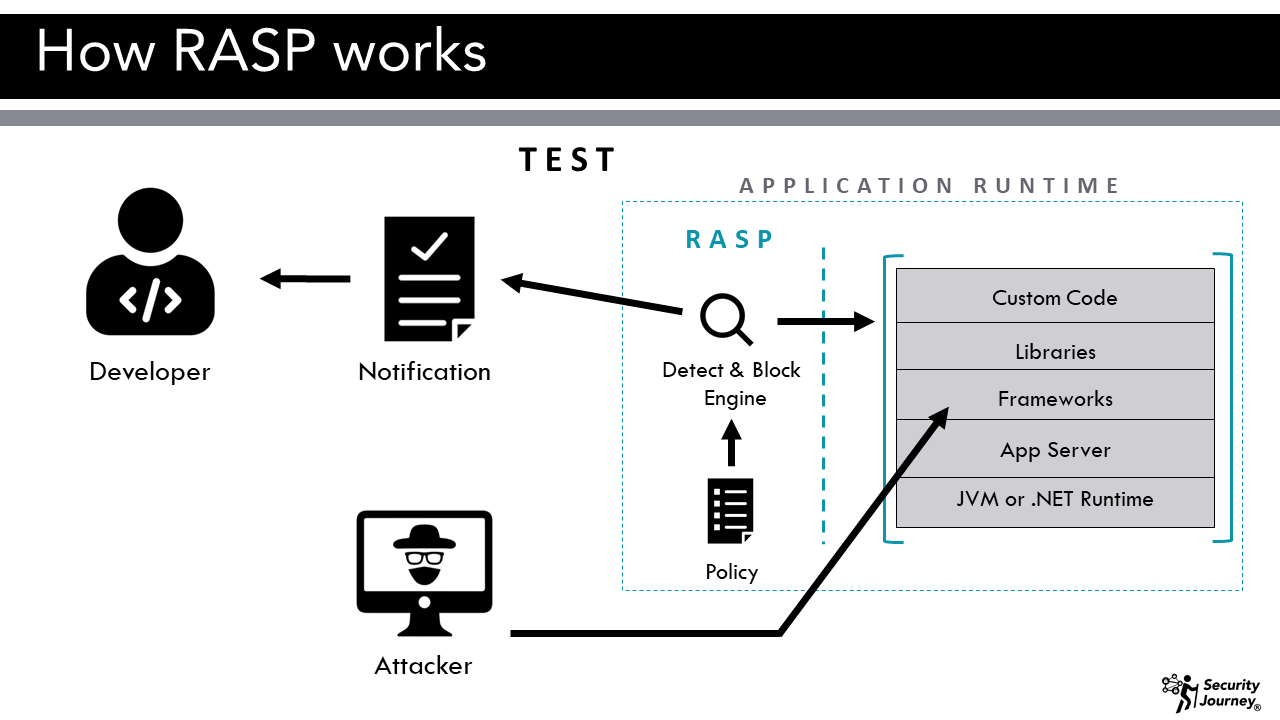 How RASP works
TEST
APPLICATION RUNTIME
RASP
Developer
Notification
Detect & Block
Engine
Policy
Custom Code
Libraries
Frameworks
App Server
JVM or .NET Runtime
Attacker
Security
Journey®